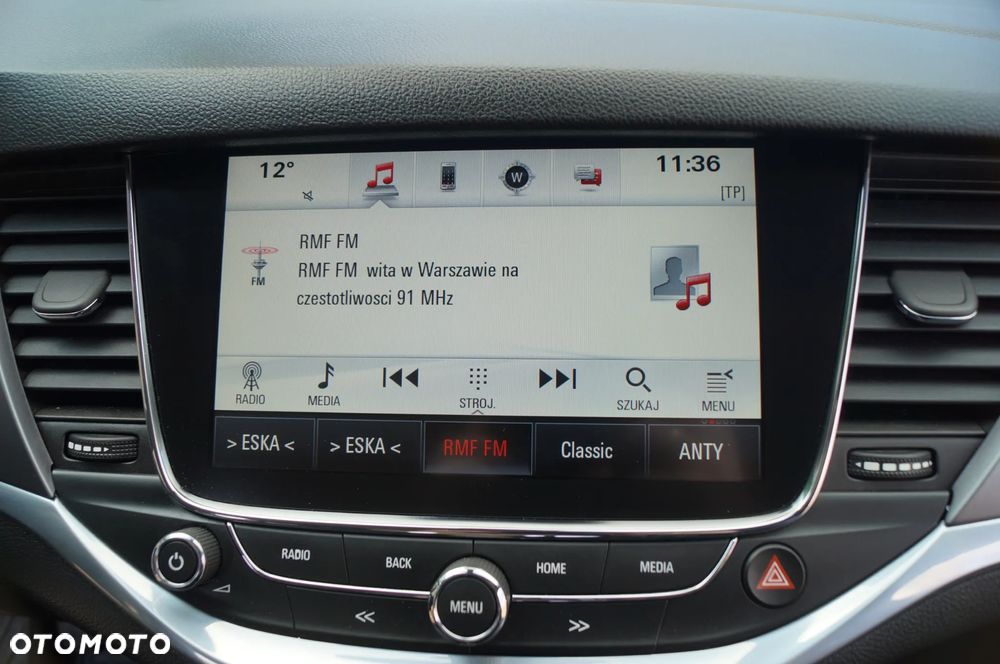 12°
W
11:36
[TP]
FM
RMF FM
RMF FM wita w Warszawie na
czestotliwosci 91 MHz
RADIO
MEDIA
STROJ.
SZUKAJ
MENU
> ESKA <
> ESKA <
RMF FM
Classic
ANTY
RADIO
BACK
HOME
MEDIA
MENU
OTOMOTO